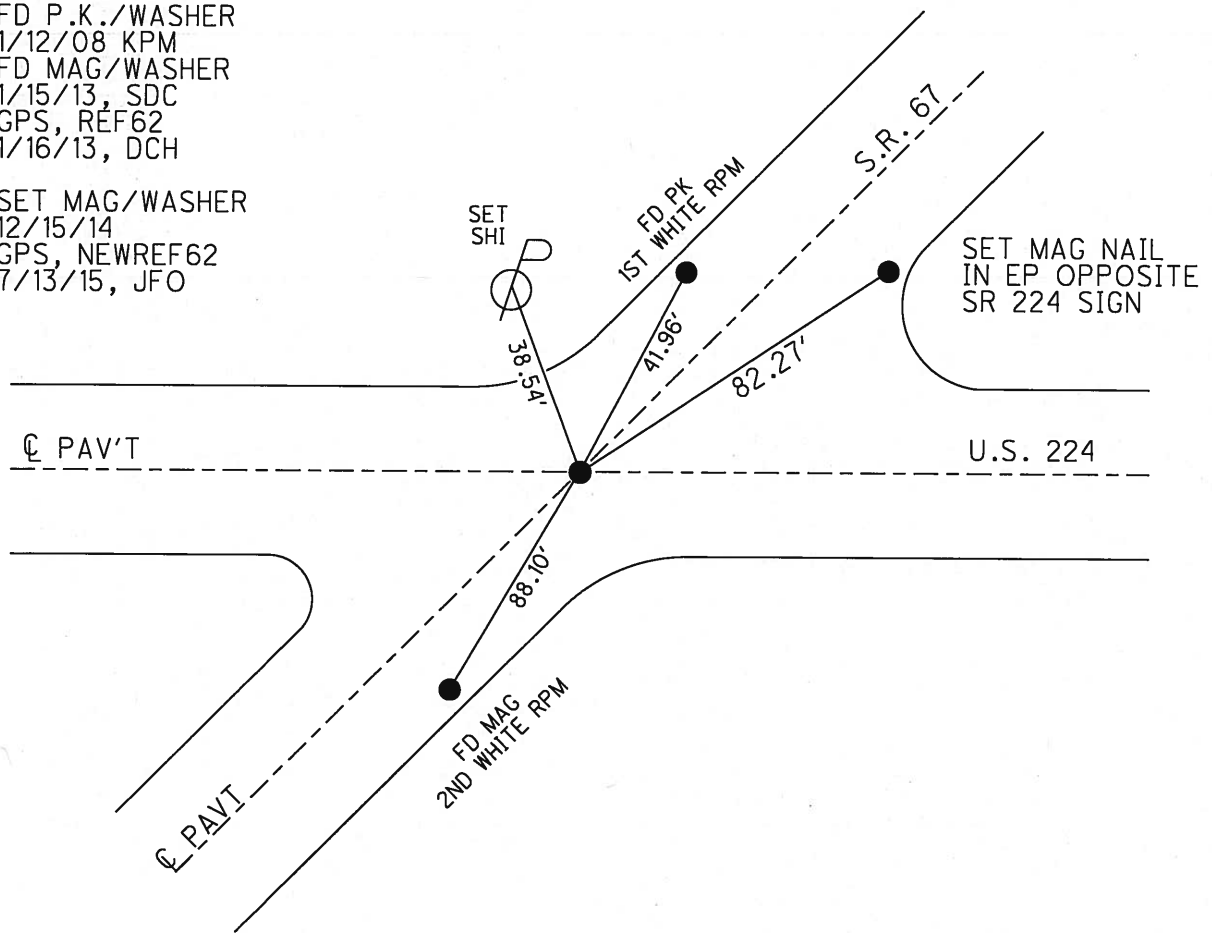 FD P.K./WASHER
1/12/08 KPM
FD MAG/WASHER
1/15/13, SDC
GPS, REF62
1/16/13, DCH
SET MAG/WASHER
12/15/14
GPS, NEWREF62
7/13/15, JFO
SET
SHI
FD PK
1ST WHITE RPM
S.R. 67
SET MAG NAIL
IN EP OPPOSITE
SR 224 SIGN
38.54'
41.96'
82.27'
℄ PAV'T
U.S. 224
88.10'
FD MAG
2ND WHITE RPM
℄ PAVT